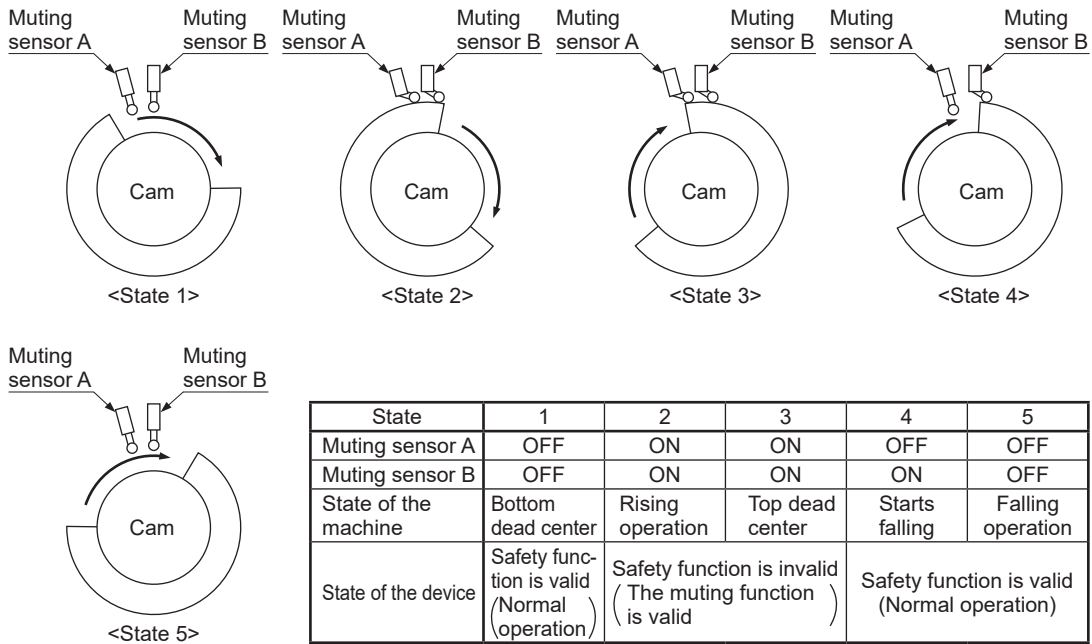 Muting
sensor A
Muting
sensor B
Cam
<State 1>
Muting
sensor A
Muting
sensor B
Cam
<State 2>
Muting
sensor A
Muting
sensor B
Cam
<State 3>
Muting
sensor A
Muting
sensor B
Cam
<State 4>
Muting
sensor A
Muting
sensor B
Cam
<State 5>
State 1 2 3 4 5
Muting sensor A OFF ON ON OFF OFF
Muting sensor B OFF ON ON ON OFF
State of the
machine
Bottom
dead center
Rising
operation
Top dead
center
Starts
falling
Falling
operation
State of the device
Safety func-
tion is valid
(Normal
operation)
Safety function is invalid
(The muting function
is valid)
Safety function is valid
(Normal operation)